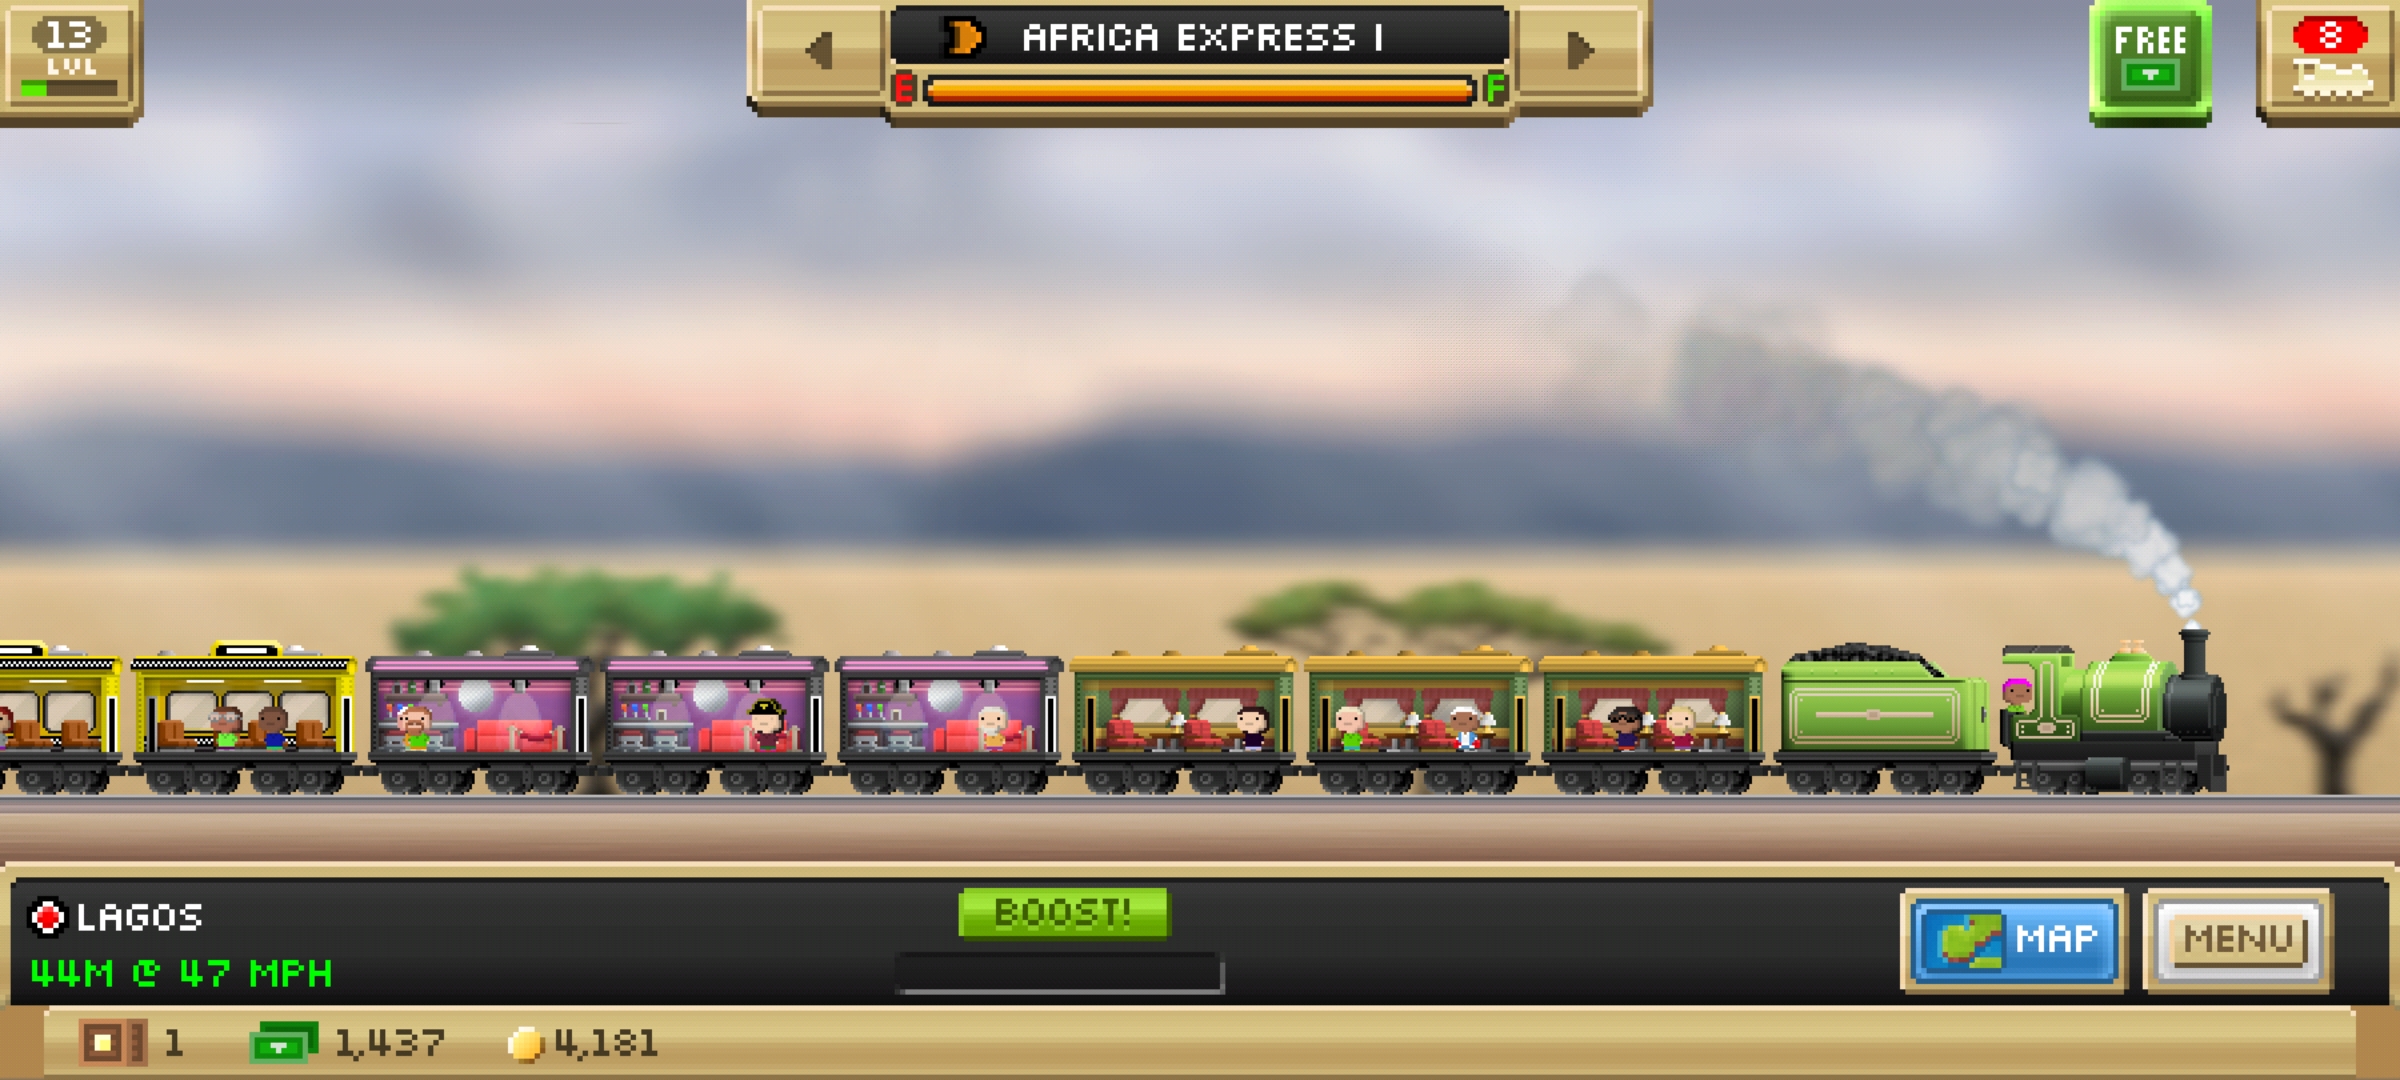 13
LVL
AFRICA EXPRESS I
E F
FREE
8
LAGOS
BOOST!
44M @ 47 MPH
MAP
MENU
1 1,437 4,181